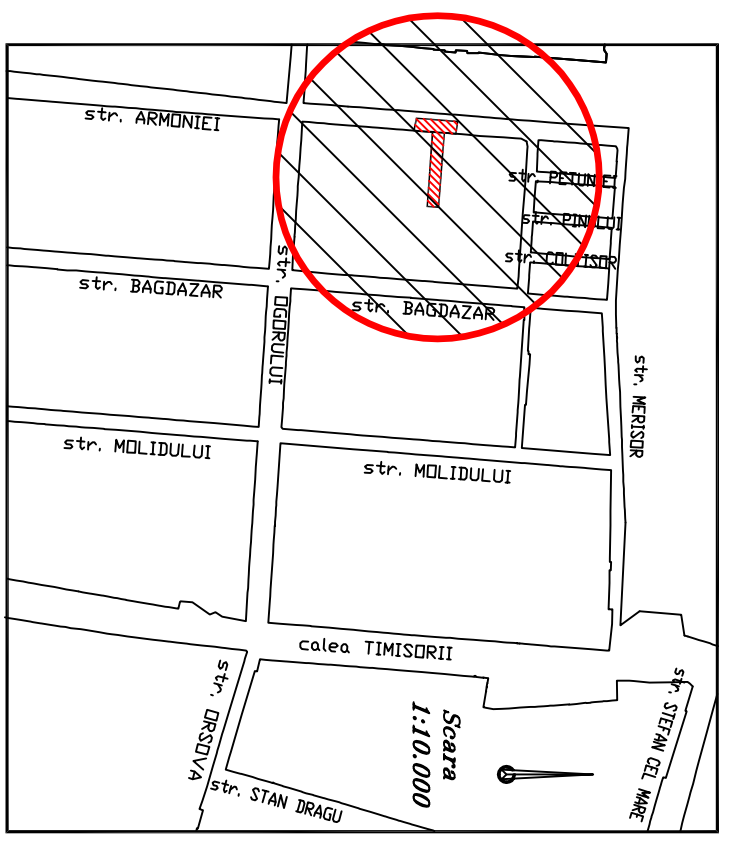 str. ARMONIEI
str. PETUNIEI
str. PINULUI
str. COLTISOR
str. BAGDAZAR
str. BAGDAZAR
str. OGORULUI
str. MERISOR
str. MOLIDULUI
str. MOLIDULUI
calea TIMISORII
str. ORSOVA
str. STEFAN CEL MARE
Scara
1:10.000
str. STAN DRAGU